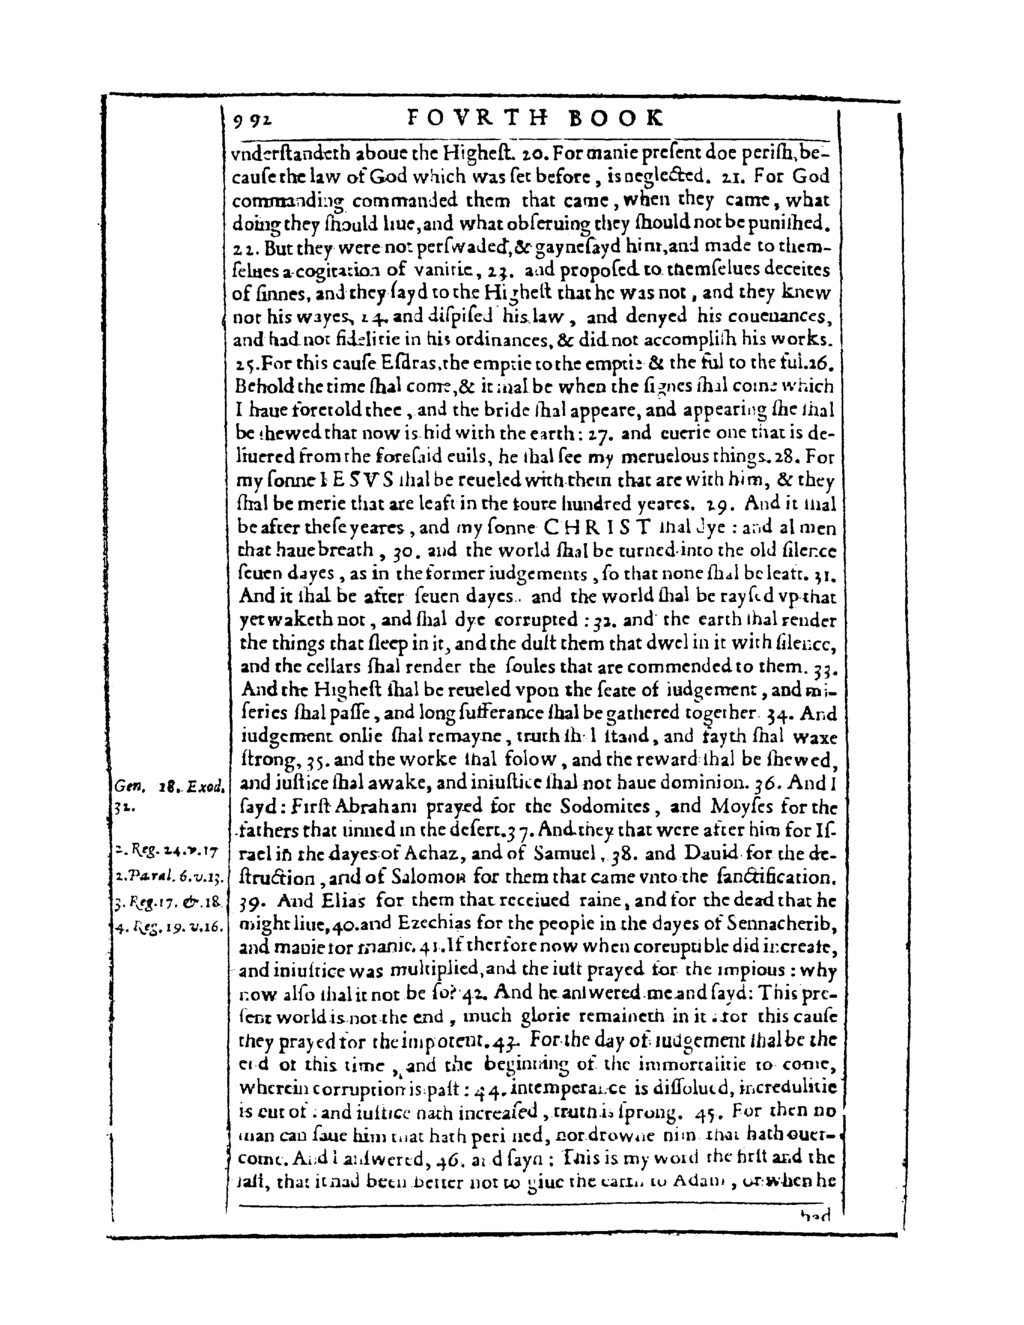 992 FOVRTH BOOK
vnderſtandeth aboue the Higheſt. 20. For manie preſent doe periſh, be-
cauſe the law of God which was ſet before, is neglected. 21. For God
commanding commanded them that came, when they came, what
doing they ſhould liue, and what obſeruing they ſhould not be puniſhed.
22. But they were not perſwaded, & gayneſayd him, and made to them-
ſelues a cogitation of vanitie, 23. and propoſed to themſelues deceites
of ſinnes, and they ſayd to the Higheſt that he was not, and they knew
not his wayes, 24. and diſpiſed his law, and denyed his couenances,
and had not fidelitie in his ordinances, & did not accompliſh his works.
25. For this cauſe Eſdras, the emptie to the emptie & the ful to the ful. 26.
Behold the time ſhal come, & it ſhal be when the ſignes ſhal come which
I haue foretold thee, and the bride ſhal appeare, and appearing ſhe ſhal
be ſhewed that now is hid with the earth: 27. and euerie one that is de-
liuered from the foreſaid euils, he ſhal ſee my meruelous things. 28. For
my ſonne IESVS ſhal be reueled with them that are with him, & they
ſhal be merie that are leaft in the foure hundred yeares. 29. And it ſhal
be after theſe yeares, and my ſonne CHRIST ſhal dye: and al men
that haue breath, 30. and the world ſhal be turned into the old ſilence
ſeuen dayes, as in the former iudgements, ſo that none ſhal be leaft. 31.
And it ſhal be after ſeuen dayes, and the world ſhal be rayſed vp that
yet waketh not, and ſhal dye corrupted: 32. and the earth ſhal render
the things that ſleep in it, and the duſt them that dwel in it with ſilence,
and the cellars ſhal render the ſoules that are commended to them. 33.
And the Higheſt ſhal be reueled vpon the ſeate of iudgement, and mi-
ſeries ſhal paſſe, and long ſufferance ſhal be gathered together. 34. And
iudgement onlie ſhal remayne, truth ſhal ſtand, and fayth ſhal waxe
ſtrong, 35. and the worke ſhal folow, and the reward ſhal be ſhewed,
Gen. 18. Exod. and iuſtice ſhal awake, and iniuſtice ſhal not haue dominion. 36. And I
32. ſayd: Firſt Abraham prayed for the Sodomites, and Moyſes for the
fathers that ſinned in the deſert. 37. And they that were after him for Iſ-
2. Reg. 24. v. 17 rael in the dayes of Achaz, and of Samuel, 38. and Dauid for the de-
2. Paral. 6. v. 13. ſtruction, and of Salomon for them that came vnto the ſanctification.
3. Reg. 17. & 18. 39. And Elias for them that receiued raine, and for the dead that he
4. Reg. 19. v. 16. might liue, 40. and Ezechias for the people in the dayes of Sennacherib,
and manie for manie. 41. If therfore now when corruptible did increaſe,
and iniuſtice was multiplied, and the iuſt prayed for the impious: why
now alſo ſhal it not be ſo? 42. And he anſwered me and ſayd: This pre-
ſent world is not the end, much glorie remaineth in it: for this cauſe
they prayed for the impotent. 43. For the day of iudgement ſhal be the
end of this time, and the beginning of the immortalitie to come,
wherein corruption is paſt: 44. intemperance is diſſolued, incredulitie
is cut of: and iuſtice hath increaſed, truth is ſprong. 45. For then no
man can ſaue him that hath periſhed, nor drowne him that hath ouer-
come. And I anſwered, 46. and ſayd: This is my word the firſt and the
laſt, that it had been better not to giue the earth to Adam, or when he
had